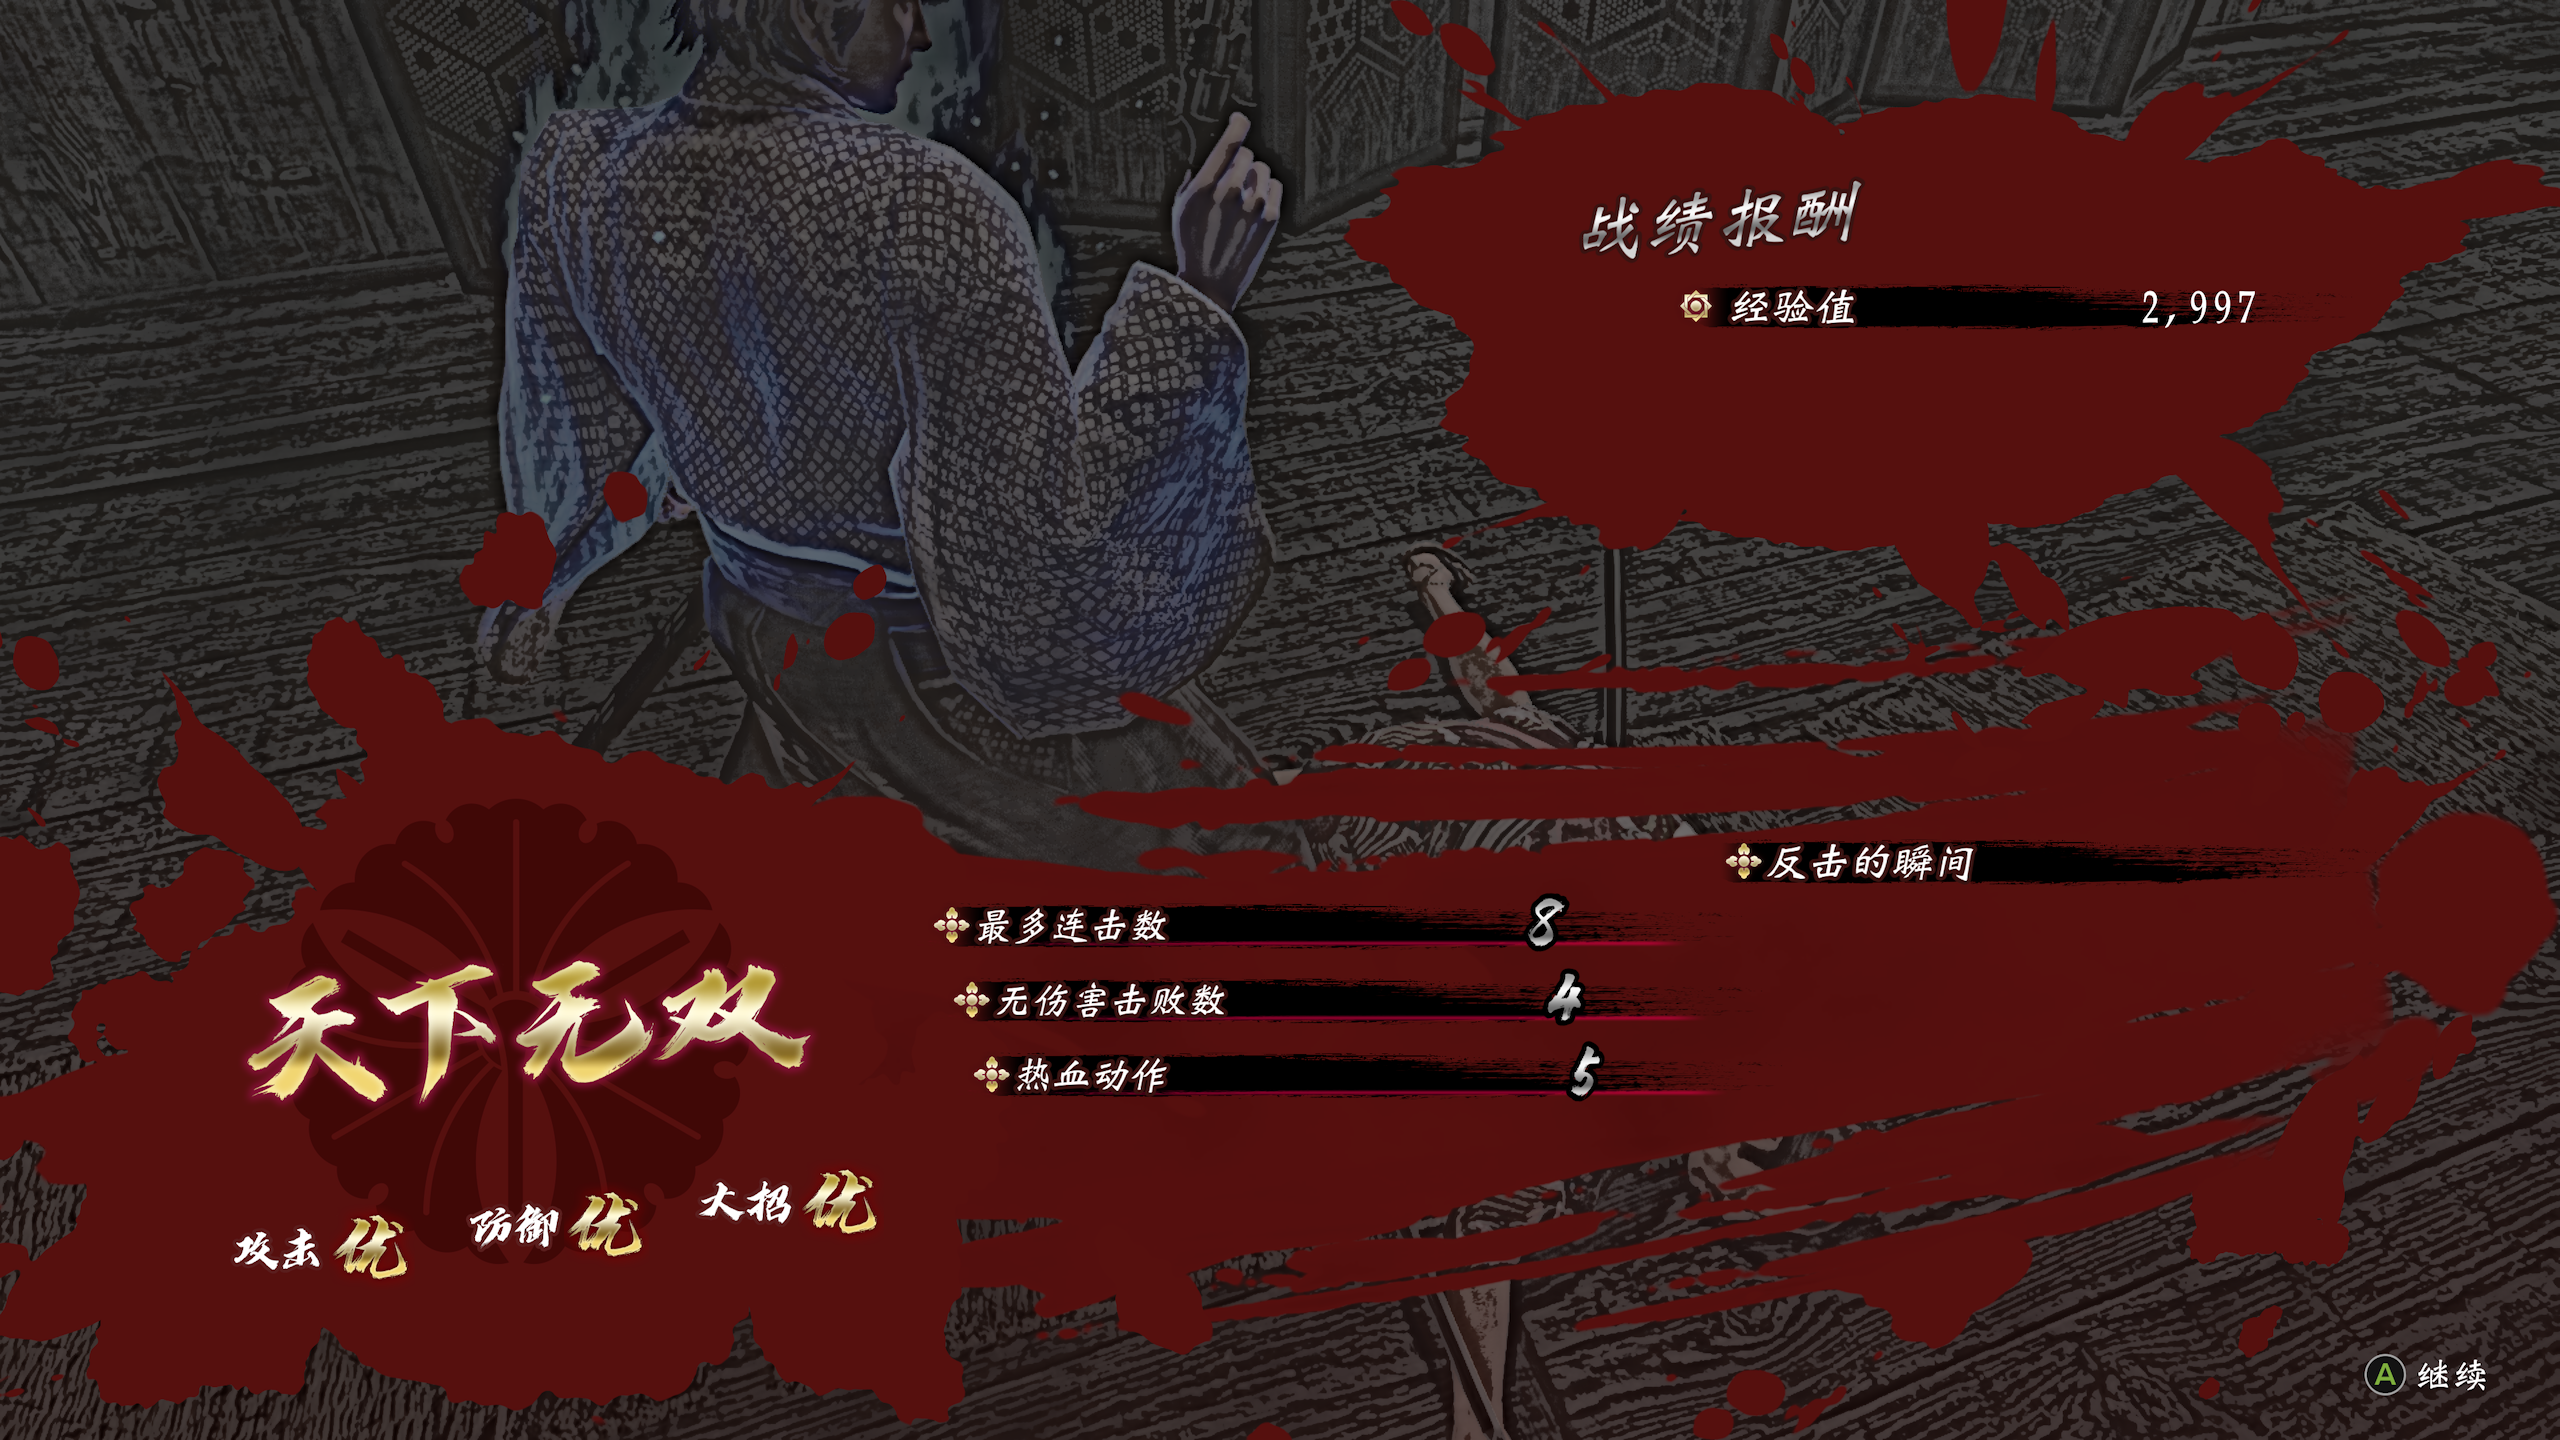 战绩报酬
经验值 2,997
天下无双
攻击 优
防御 优
大招 优
最多连击数 8
无伤害击败数 4
热血动作 5
反击的瞬间
A 继续